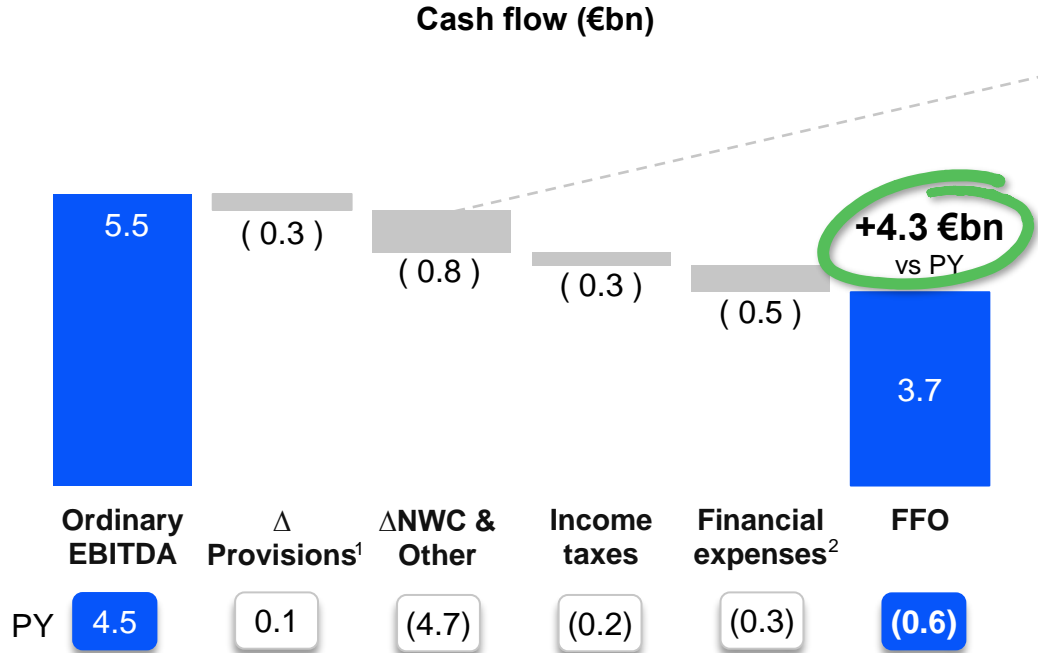 Cash flow (€bn)
5.5
( 0.3 )
( 0.8 )
( 0.3 )
( 0.5 )
+4.3 €bn
vs PY
3.7
Ordinary
EBITDA
∆
Provisions¹
∆NWC &
Other
Income
taxes
Financial
expenses²
FFO
PY
4.5
0.1
(4.7)
(0.2)
(0.3)
(0.6)